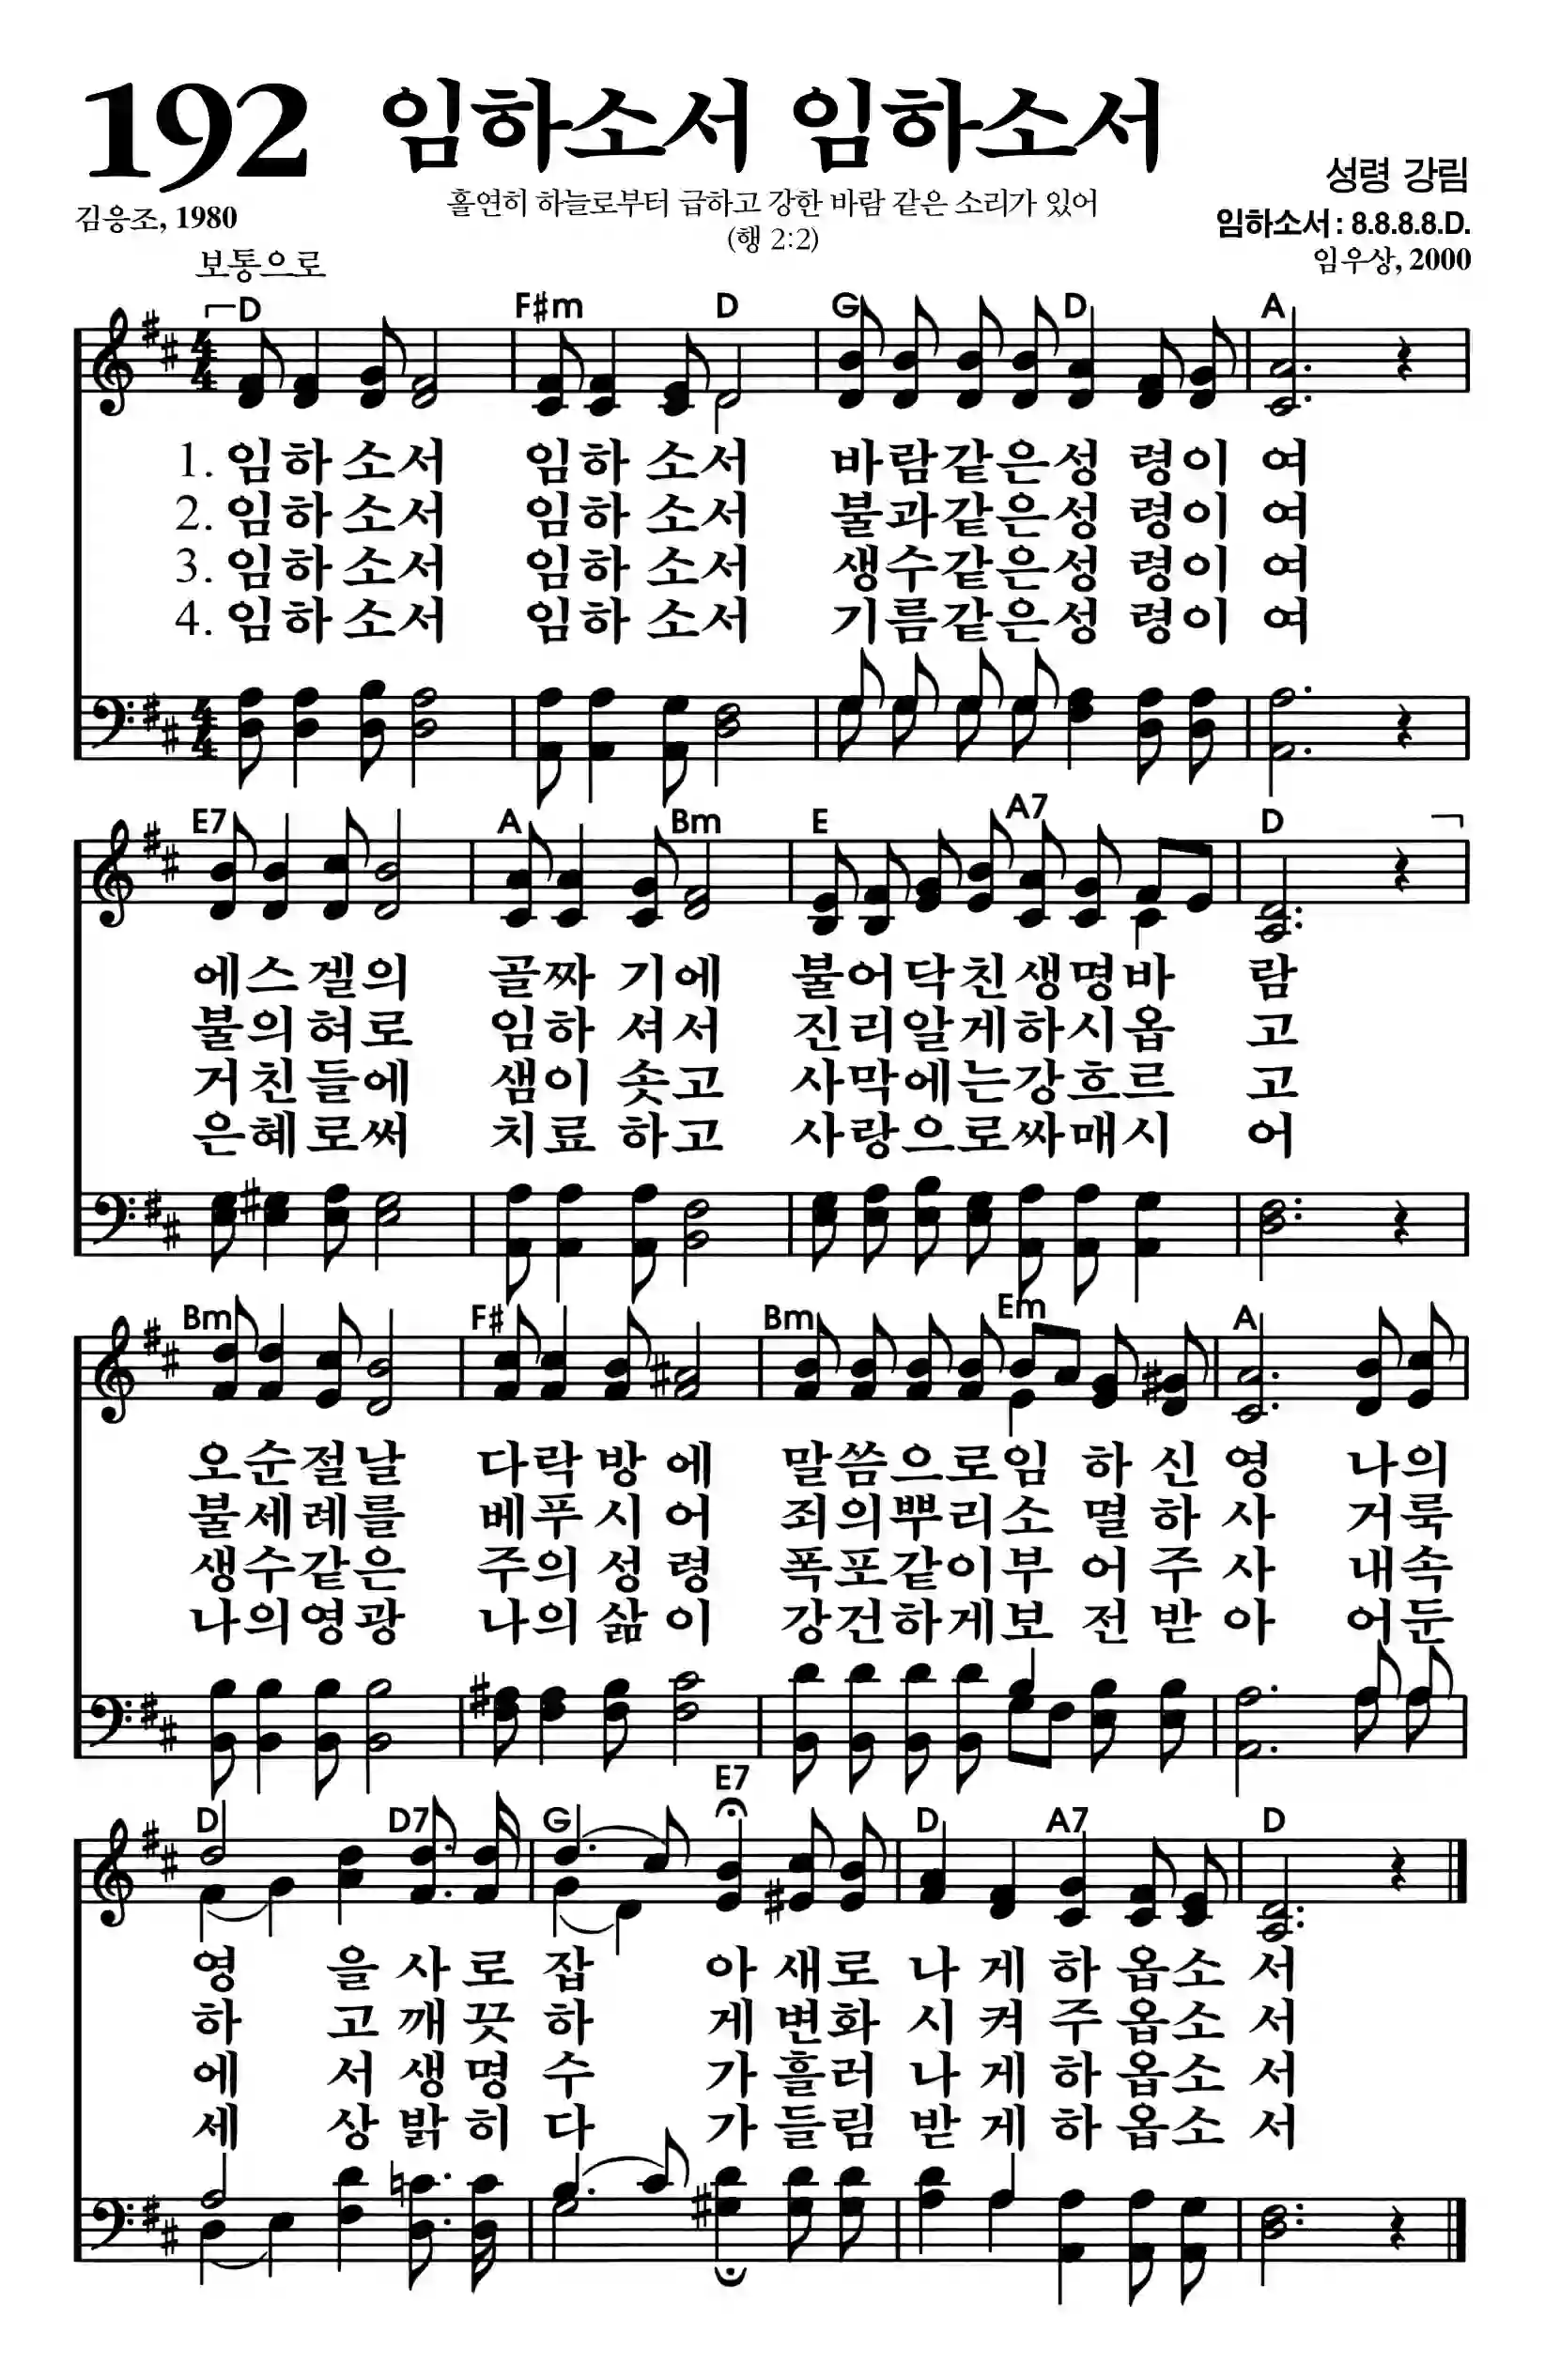 192 임하소서 임하소서
성령 강림
홀연히 하늘로부터 급하고 강한 바람 같은 소리가 있어
김응조, 1980
임하소서 : 8.8.8.8.D.
(행 2:2)
임우상, 2000
보통으로
D F#m D G D A
1. 임하소서 임하소서 바람같은성령이여
2. 임하소서 임하소서 불과같은성령이여
3. 임하소서 임하소서 생수같은성령이여
4. 임하소서 임하소서 기름같은성령이여
E7 A Bm E A7 D
에스겔의 골짜기에 불어닥친생명바람
불의혀로 임하셔서 진리알게하시옵고
거친들에 샘이솟고 사막에는강흐르고
은혜로써 치료하고 사랑으로싸매시어
Bm F# Bm Em A
오순절날 다락방에 말씀으로임하신영 나의
불세례를 베푸시어 죄의뿌리소멸하사 거룩
생수같은 주의성령 폭포같이부어주사 내속
나의영광 나의삶이 강건하게보전받아 어둔
D D7 G E7 D A7 D
영을사로잡아새로나게하옵소서
하고깨끗하게변화시켜주옵소서
에서생명수가흘러나게하옵소서
세상밝히다가들림받게하옵소서